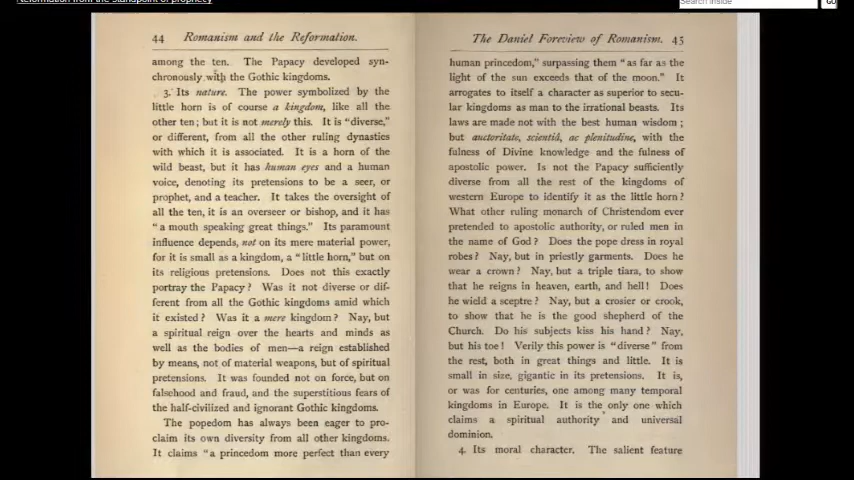 Reformation from the standpoint of prophecy
Search inside
GO
44 Romanism and the Reformation.
among the ten. The Papacy developed syn-
chronously with the Gothic kingdoms.
3. Its nature. The power symbolized by the
little horn is of course a kingdom, like all the
other ten; but it is not merely this. It is "diverse,"
or different, from all the other ruling dynasties
with which it is associated. It is a horn of the
wild beast, but it has human eyes and a human
voice, denoting its pretensions to be a seer, or
prophet, and a teacher. It takes the oversight of
all the ten, it is an overseer or bishop, and it has
"a mouth speaking great things." Its paramount
influence depends, not on its mere material power,
for it is small as a kingdom, a "little horn," but on
its religious pretensions. Does not this exactly
portray the Papacy? Was it not diverse or dif-
ferent from all the Gothic kingdoms amid which
it existed? Was it a mere kingdom? Nay, but
a spiritual reign over the hearts and minds as
well as the bodies of men—a reign established
by means, not of material weapons, but of spiritual
pretensions. It was founded not on force, but on
falsehood and fraud, and the superstitious fears of
the half-civilized and ignorant Gothic kingdoms.
The popedom has always been eager to pro-
claim its own diversity from all other kingdoms.
It claims "a princedom more perfect than every
The Daniel Foreview of Romanism. 45
human princedom," surpassing them "as far as the
light of the sun exceeds that of the moon." It
arrogates to itself a character as superior to secu-
lar kingdoms as man to the irrational beasts. Its
laws are made not with the best human wisdom;
but auctoritate, scientiâ, ac plenitudine, with the
fulness of Divine knowledge and the fulness of
apostolic power. Is not the Papacy sufficiently
diverse from all the rest of the kingdoms of
western Europe to identify it as the little horn?
What other ruling monarch of Christendom ever
pretended to apostolic authority, or ruled men in
the name of God? Does the pope dress in royal
robes? Nay, but in priestly garments. Does he
wear a crown? Nay, but a triple tiara, to show
that he reigns in heaven, earth, and hell! Does
he wield a sceptre? Nay, but a crosier or crook,
to show that he is the good shepherd of the
Church. Do his subjects kiss his hand? Nay,
but his toe! Verily this power is "diverse" from
the rest, both in great things and little. It is
small in size, gigantic in its pretensions. It is,
or was for centuries, one among many temporal
kingdoms in Europe. It is the only one which
claims a spiritual authority and universal
dominion.
4. Its moral character. The salient feature